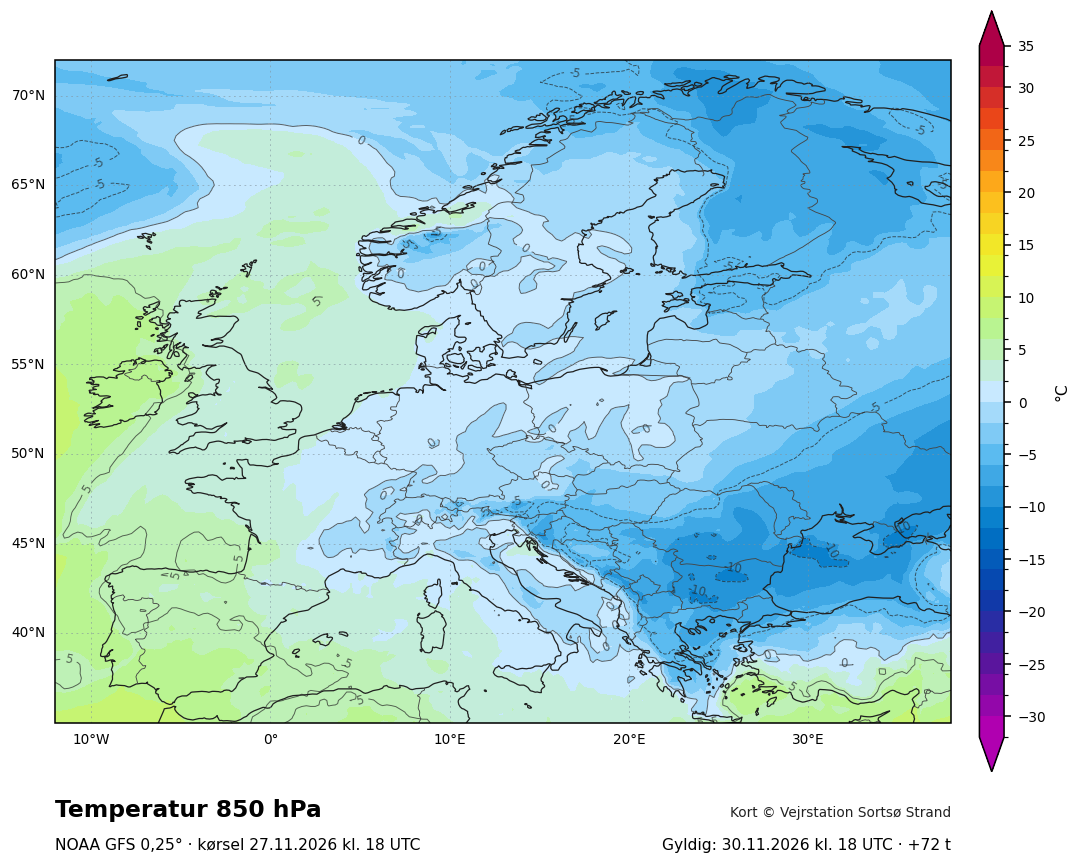 70°N
65°N
60°N
55°N
50°N
45°N
40°N
10°W
0°
10°E
20°E
30°E
35
30
25
20
15
10
5
0
−5
−10
−15
−20
−25
−30
°C
Temperatur 850 hPa
Kort © Vejrstation Sortsø Strand
NOAA GFS 0,25° · kørsel 27.11.2026 kl. 18 UTC
Gyldig: 30.11.2026 kl. 18 UTC · +72 t